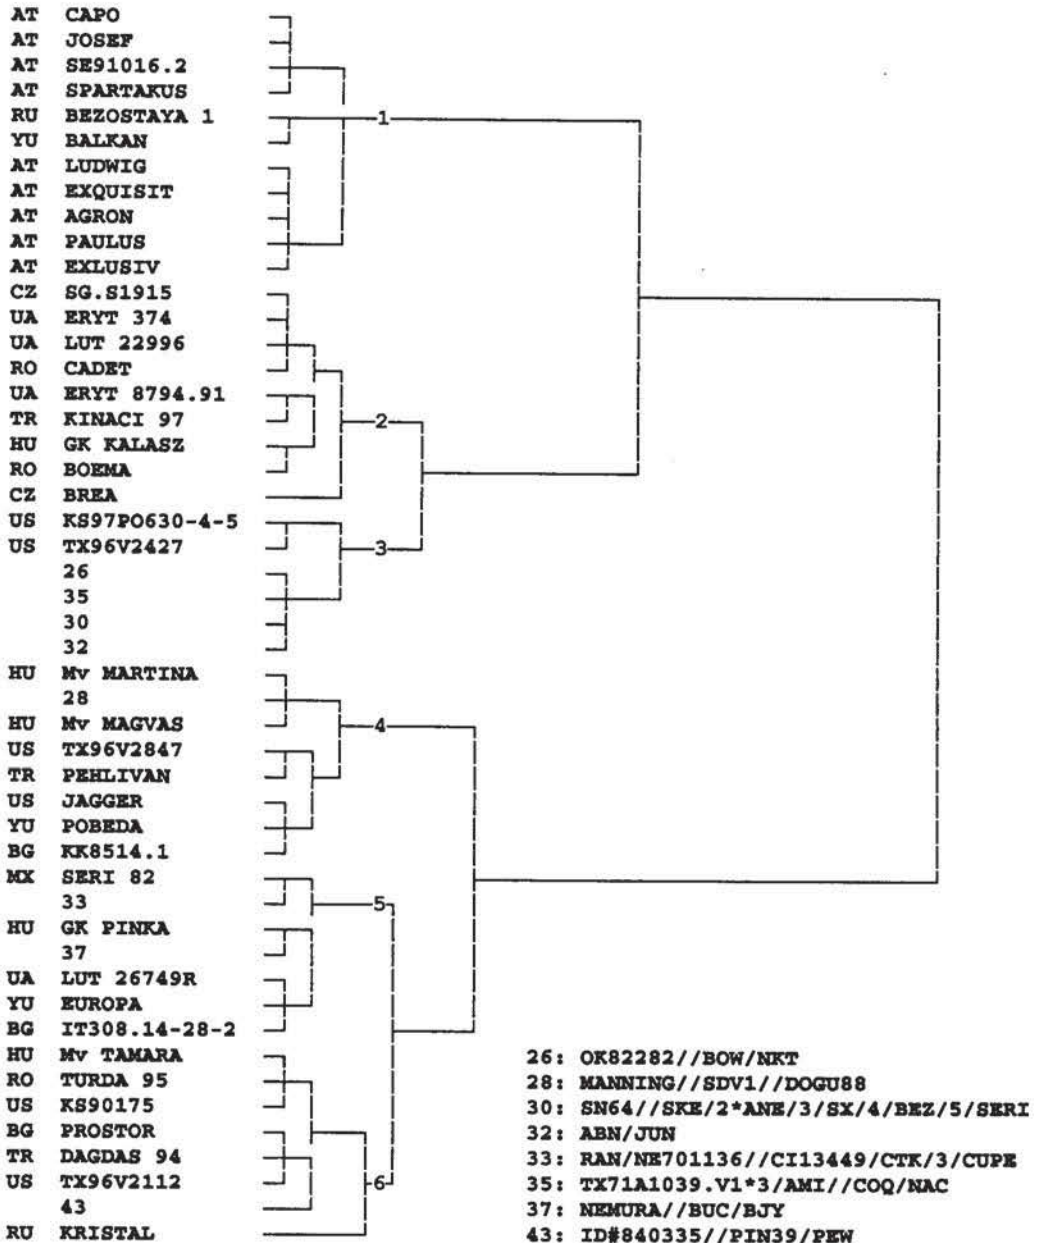 AT CAPO
AT JOSEF
AT SE91016.2
AT SPARTAKUS
RU BEZOSTAYA 1
1
YU BALKAN
AT LUDWIG
AT EXQUISIT
AT AGRON
AT PAULUS
AT EXLUSIV
CZ SG.S1915
UA ERYT 374
UA LUT 22996
RO CADET
UA ERYT 8794.91
TR KINACI 97
2
HU GK KALASZ
RO BOEMA
CZ BREA
US KS97PO630-4-5
US TX96V2427
3
26
35
30
32
HU Mv MARTINA
28
HU Mv MAGVAS
4
US TX96V2847
TR PEHLIVAN
US JAGGER
YU POBEDA
BG KK8514.1
MX SERI 82
33
5
HU GK PINKA
37
UA LUT 26749R
YU EUROPA
BG IT308.14-28-2
HU Mv TAMARA
RO TURDA 95
US KS90175
BG PROSTOR
TR DAGDAS 94
US TX96V2112
6
43
RU KRISTAL
26: OK82282//BOW/NKT
28: MANNING//SDV1//DOGU88
30: SN64//SKE/2*ANE/3/SX/4/BEZ/5/SERI
32: ABN/JUN
33: RAN/NE701136//CI13449/CTK/3/CUPE
35: TX71A1039.V1*3/AMI//COQ/NAC
37: NEMURA//BUC/BJY
43: ID#840335//PIN39/PEW